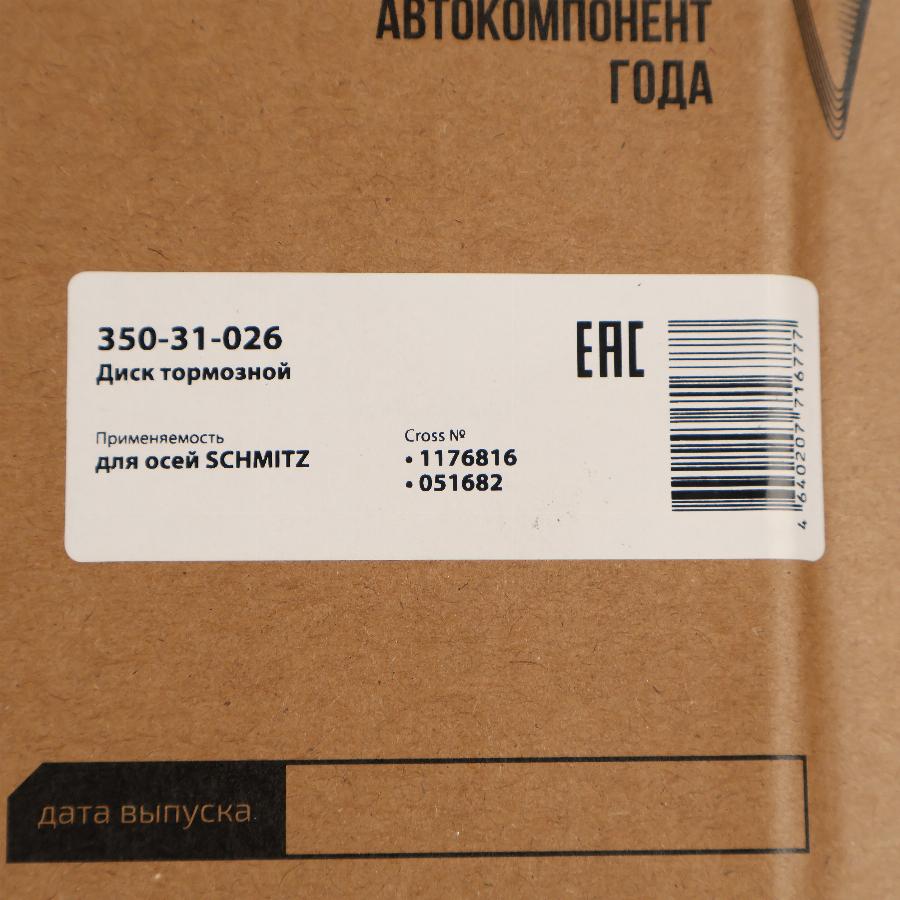 АВТОКОМПОНЕНТ
ГОДА
350-31-026
Диск тормозной
EAC
Применяемость
для осей SCHMITZ
Cross №
• 1176816
• 051682
4 640207 716777
дата выпуска